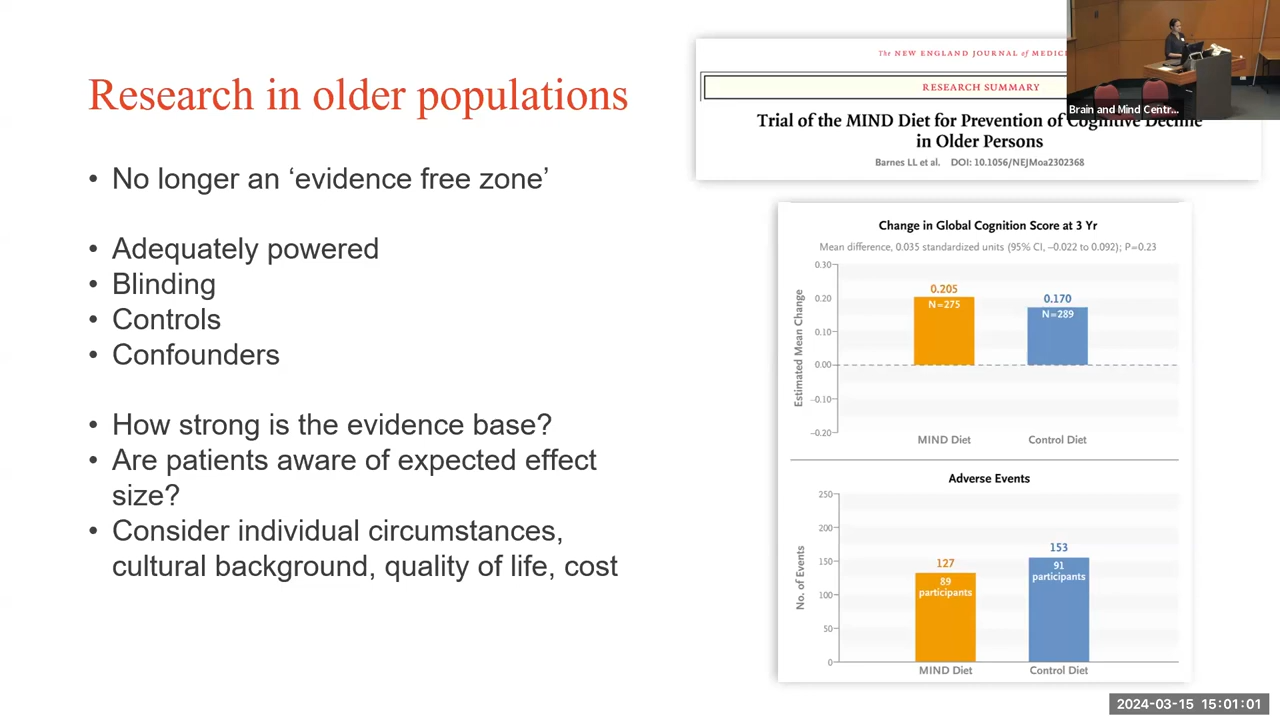 Research in older populations
• No longer an ‘evidence free zone’
• Adequately powered
• Blinding
• Controls
• Confounders
• How strong is the evidence base?
• Are patients aware of expected effect
size?
• Consider individual circumstances,
cultural background, quality of life, cost
The NEW ENGLAND JOURNAL of MEDIC
RESEARCH SUMMARY
Trial of the MIND Diet for Prevention of Cognitive Decline
in Older Persons
Barnes LL et al. DOI: 10.1056/NEJMoa2302368
Brain and Mind Centr...
Change in Global Cognition Score at 3 Yr
Mean difference, 0.035 standardized units (95% CI, –0.022 to 0.092); P=0.23
Estimated Mean Change
0.30
0.20
0.10
0.00
–0.10
–0.20
0.205
N=275
0.170
N=289
MIND Diet
Control Diet
Adverse Events
No. of Events
250
200
150
100
50
0
127
89
participants
153
91
participants
MIND Diet
Control Diet
2024-03-15 15:01:01